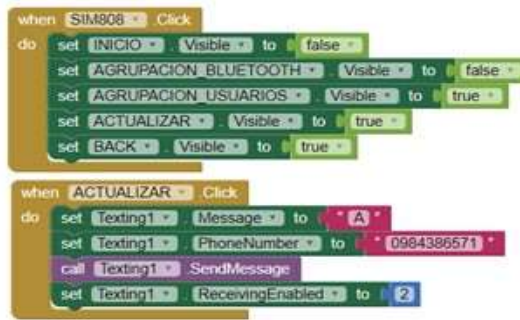 when SIM808 .Click
do set INICIO . Visible to false
set AGRUPACION_BLUETOOTH . Visible to false
set AGRUPACION_USUARIOS . Visible to true
set ACTUALIZAR . Visible to true
set BACK . Visible to true
when ACTUALIZAR .Click
do set Texting1 . Message to " A "
set Texting1 . PhoneNumber to " 0984386571 "
call Texting1 .SendMessage
set Texting1 . ReceivingEnabled to 2